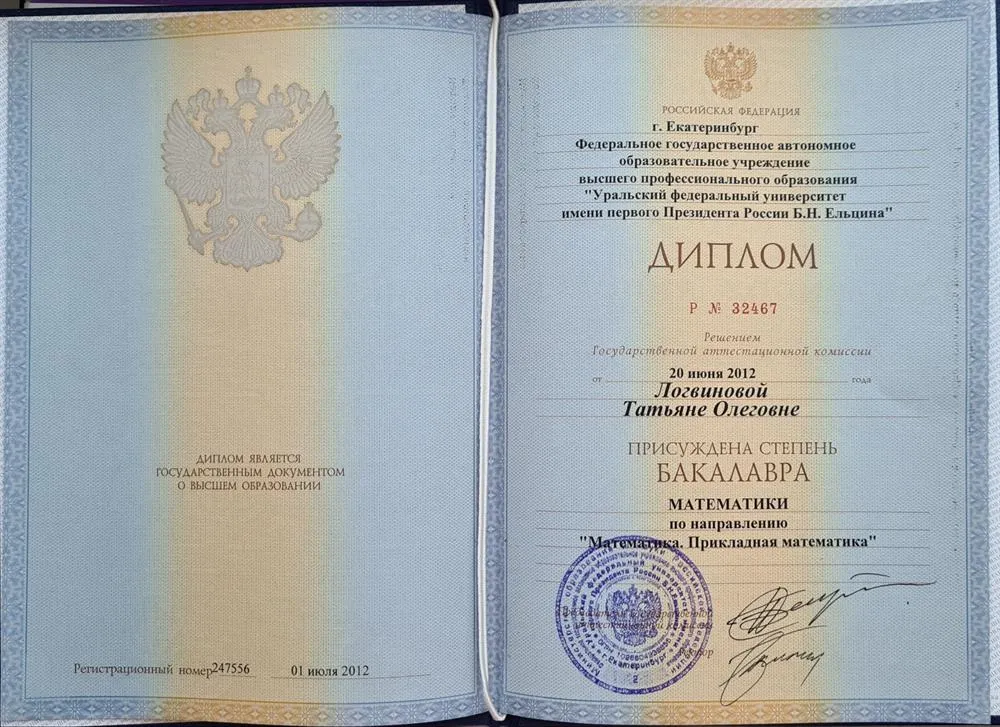 ДИПЛОМ ЯВЛЯЕТСЯ
ГОСУДАРСТВЕННЫМ ДОКУМЕНТОМ
О ВЫСШЕМ ОБРАЗОВАНИИ
Регистрационный номер 247556 01 июля 2012
РОССИЙСКАЯ ФЕДЕРАЦИЯ
г. Екатеринбург
Федеральное государственное автономное
образовательное учреждение
высшего профессионального образования
"Уральский федеральный университет
имени первого Президента России Б.Н. Ельцина"
ДИПЛОМ
Р № 32467
Решением
Государственной аттестационной комиссии
от 20 июня 2012 года
Логвиновой
Татьяне Олеговне
ПРИСУЖДЕНА СТЕПЕНЬ
БАКАЛАВРА
МАТЕМАТИКИ
по направлению
"Математика. Прикладная математика"